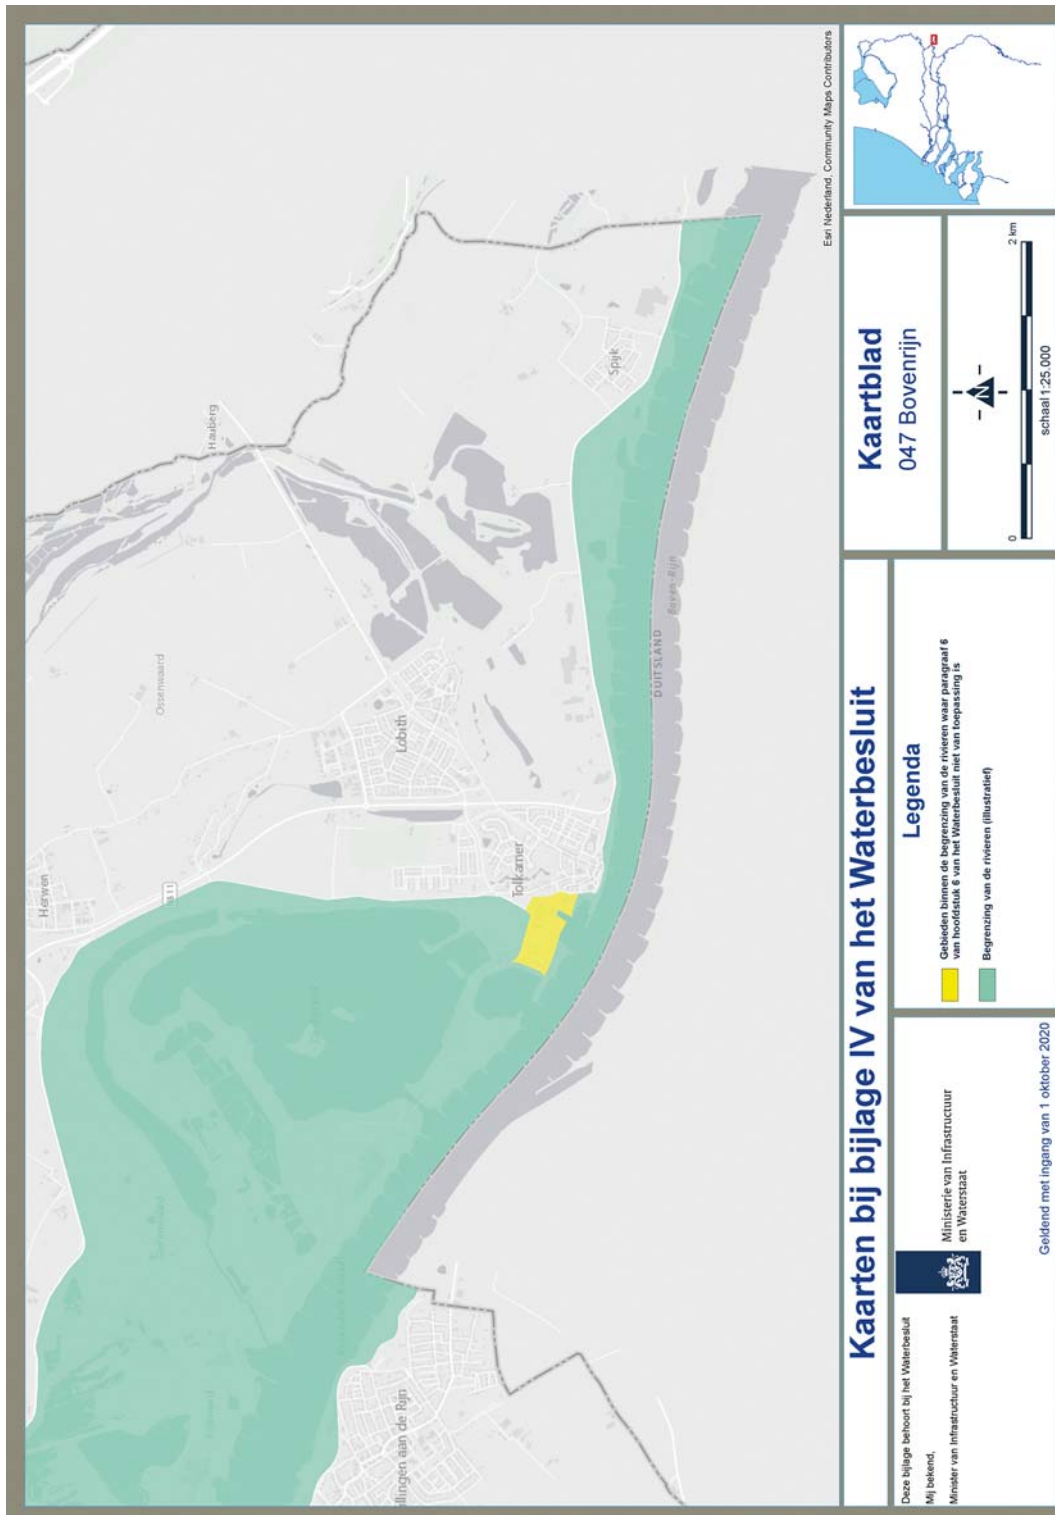 Herwen
N811
Ossenwaard
Hauberg
Lobith
Tolkamer
Spijk
DUITSLAND
Boven-Rijn
llingen aan de Rijn
Esri Nederland, Community Maps Contributors
Kaarten bij bijlage IV van het Waterbesluit
Deze bijlage behoort bij het Waterbesluit
Mij bekend,
Minister van Infrastructuur en Waterstaat
Ministerie van Infrastructuur
en Waterstaat
Geldend met ingang van 1 oktober 2020
Legenda
Gebieden binnen de begrenzing van de rivieren waar paragraaf 6
van hoofdstuk 6 van het Waterbesluit niet van toepassing is
Begrenzing van de rivieren (illustratief)
Kaartblad
047 Bovenrijn
N
0
2 km
schaal 1:25.000